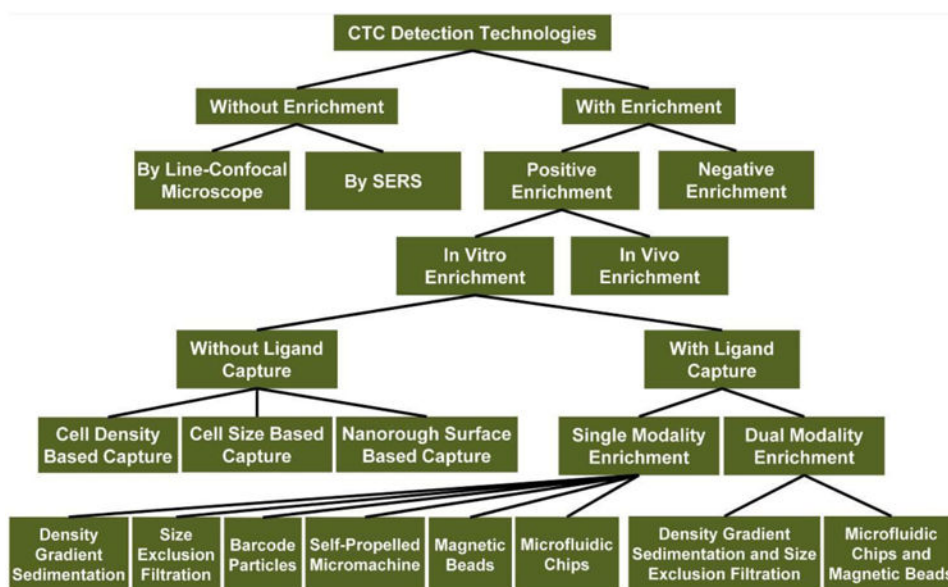 CTC Detection Technologies
Without Enrichment
With Enrichment
By Line-Confocal
Microscope
By SERS
Positive
Enrichment
Negative
Enrichment
In Vitro
Enrichment
In Vivo
Enrichment
Without Ligand
Capture
With Ligand
Capture
Cell Density
Based Capture
Cell Size Based
Capture
Nanorough Surface
Based Capture
Single Modality
Enrichment
Dual Modality
Enrichment
Density
Gradient
Sedimentation
Size
Exclusion
Filtration
Barcode
Particles
Self-Propelled
Micromachine
Magnetic
Beads
Microfluidic
Chips
Density Gradient
Sedimentation and Size
Exclusion Filtration
Microfluidic
Chips and
Magnetic Beads